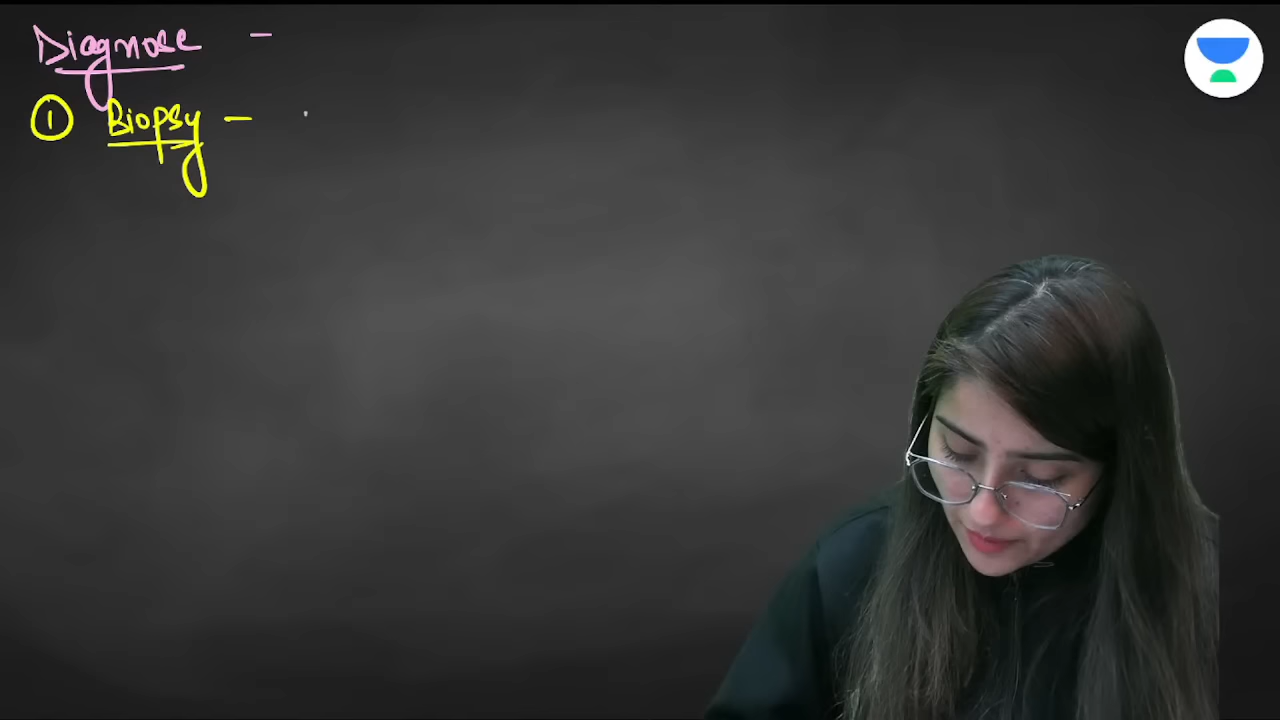 Diagnose -
① Biopsy -